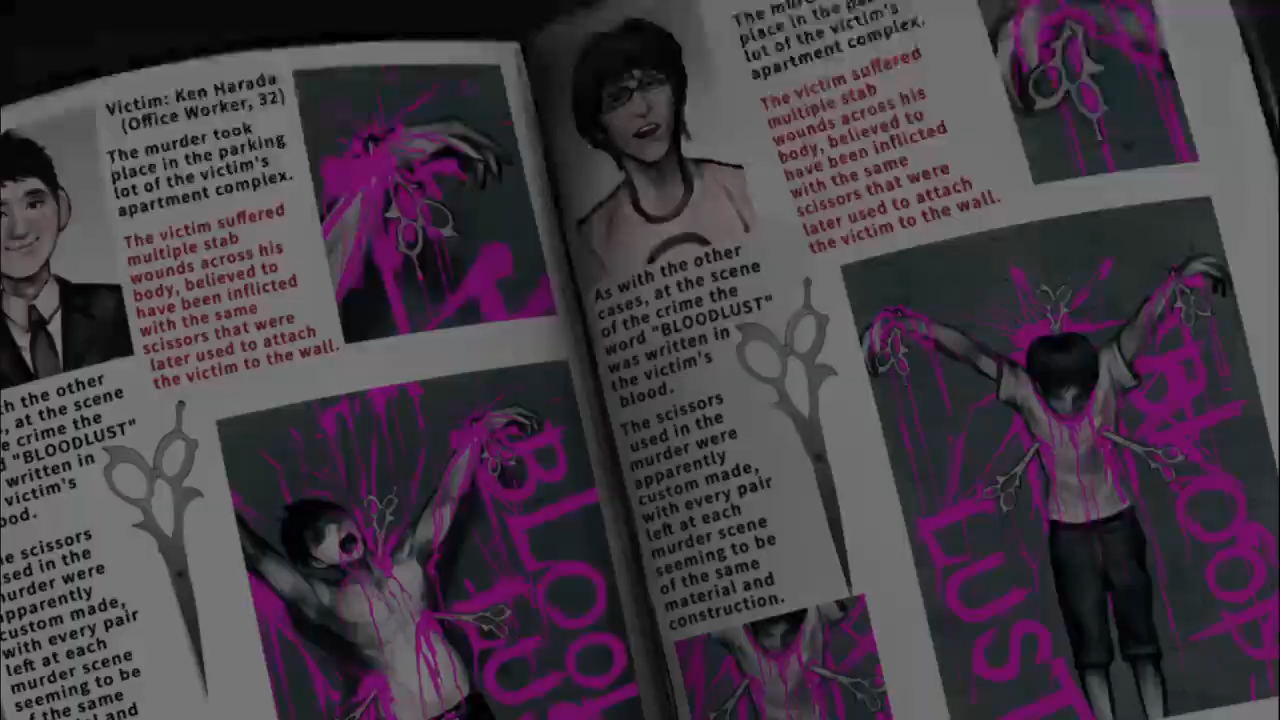 Victim: Ken Harada
(Office Worker, 32)
The murder took
place in the parking
lot of the victim's
apartment complex.
The victim suffered
multiple stab
wounds across his
body, believed to
have been inflicted
with the same
scissors that were
later used to attach
the victim to the wall.
the other
at the scene
crime the
"BLOODLUST"
written in
victim's
scissors
in the
murder were
apparently
custom made,
with every pair
left at each
murder scene
seeming to be
of the same
and
BLOOD
LUS
The
place in the
lot of the victim's
apartment complex.
The victim suffered
multiple stab
wounds across his
body, believed to
have been inflicted
with the same
scissors that were
later used to attach
the victim to the wall.
As with the other
cases, at the scene
of the crime the
word "BLOODLUST"
was written in
the victim's
blood.
The scissors
used in the
murder were
apparently
custom made,
with every pair
left at each
murder scene
seeming to be
of the same
material and
construction.
BLOOD
LUST